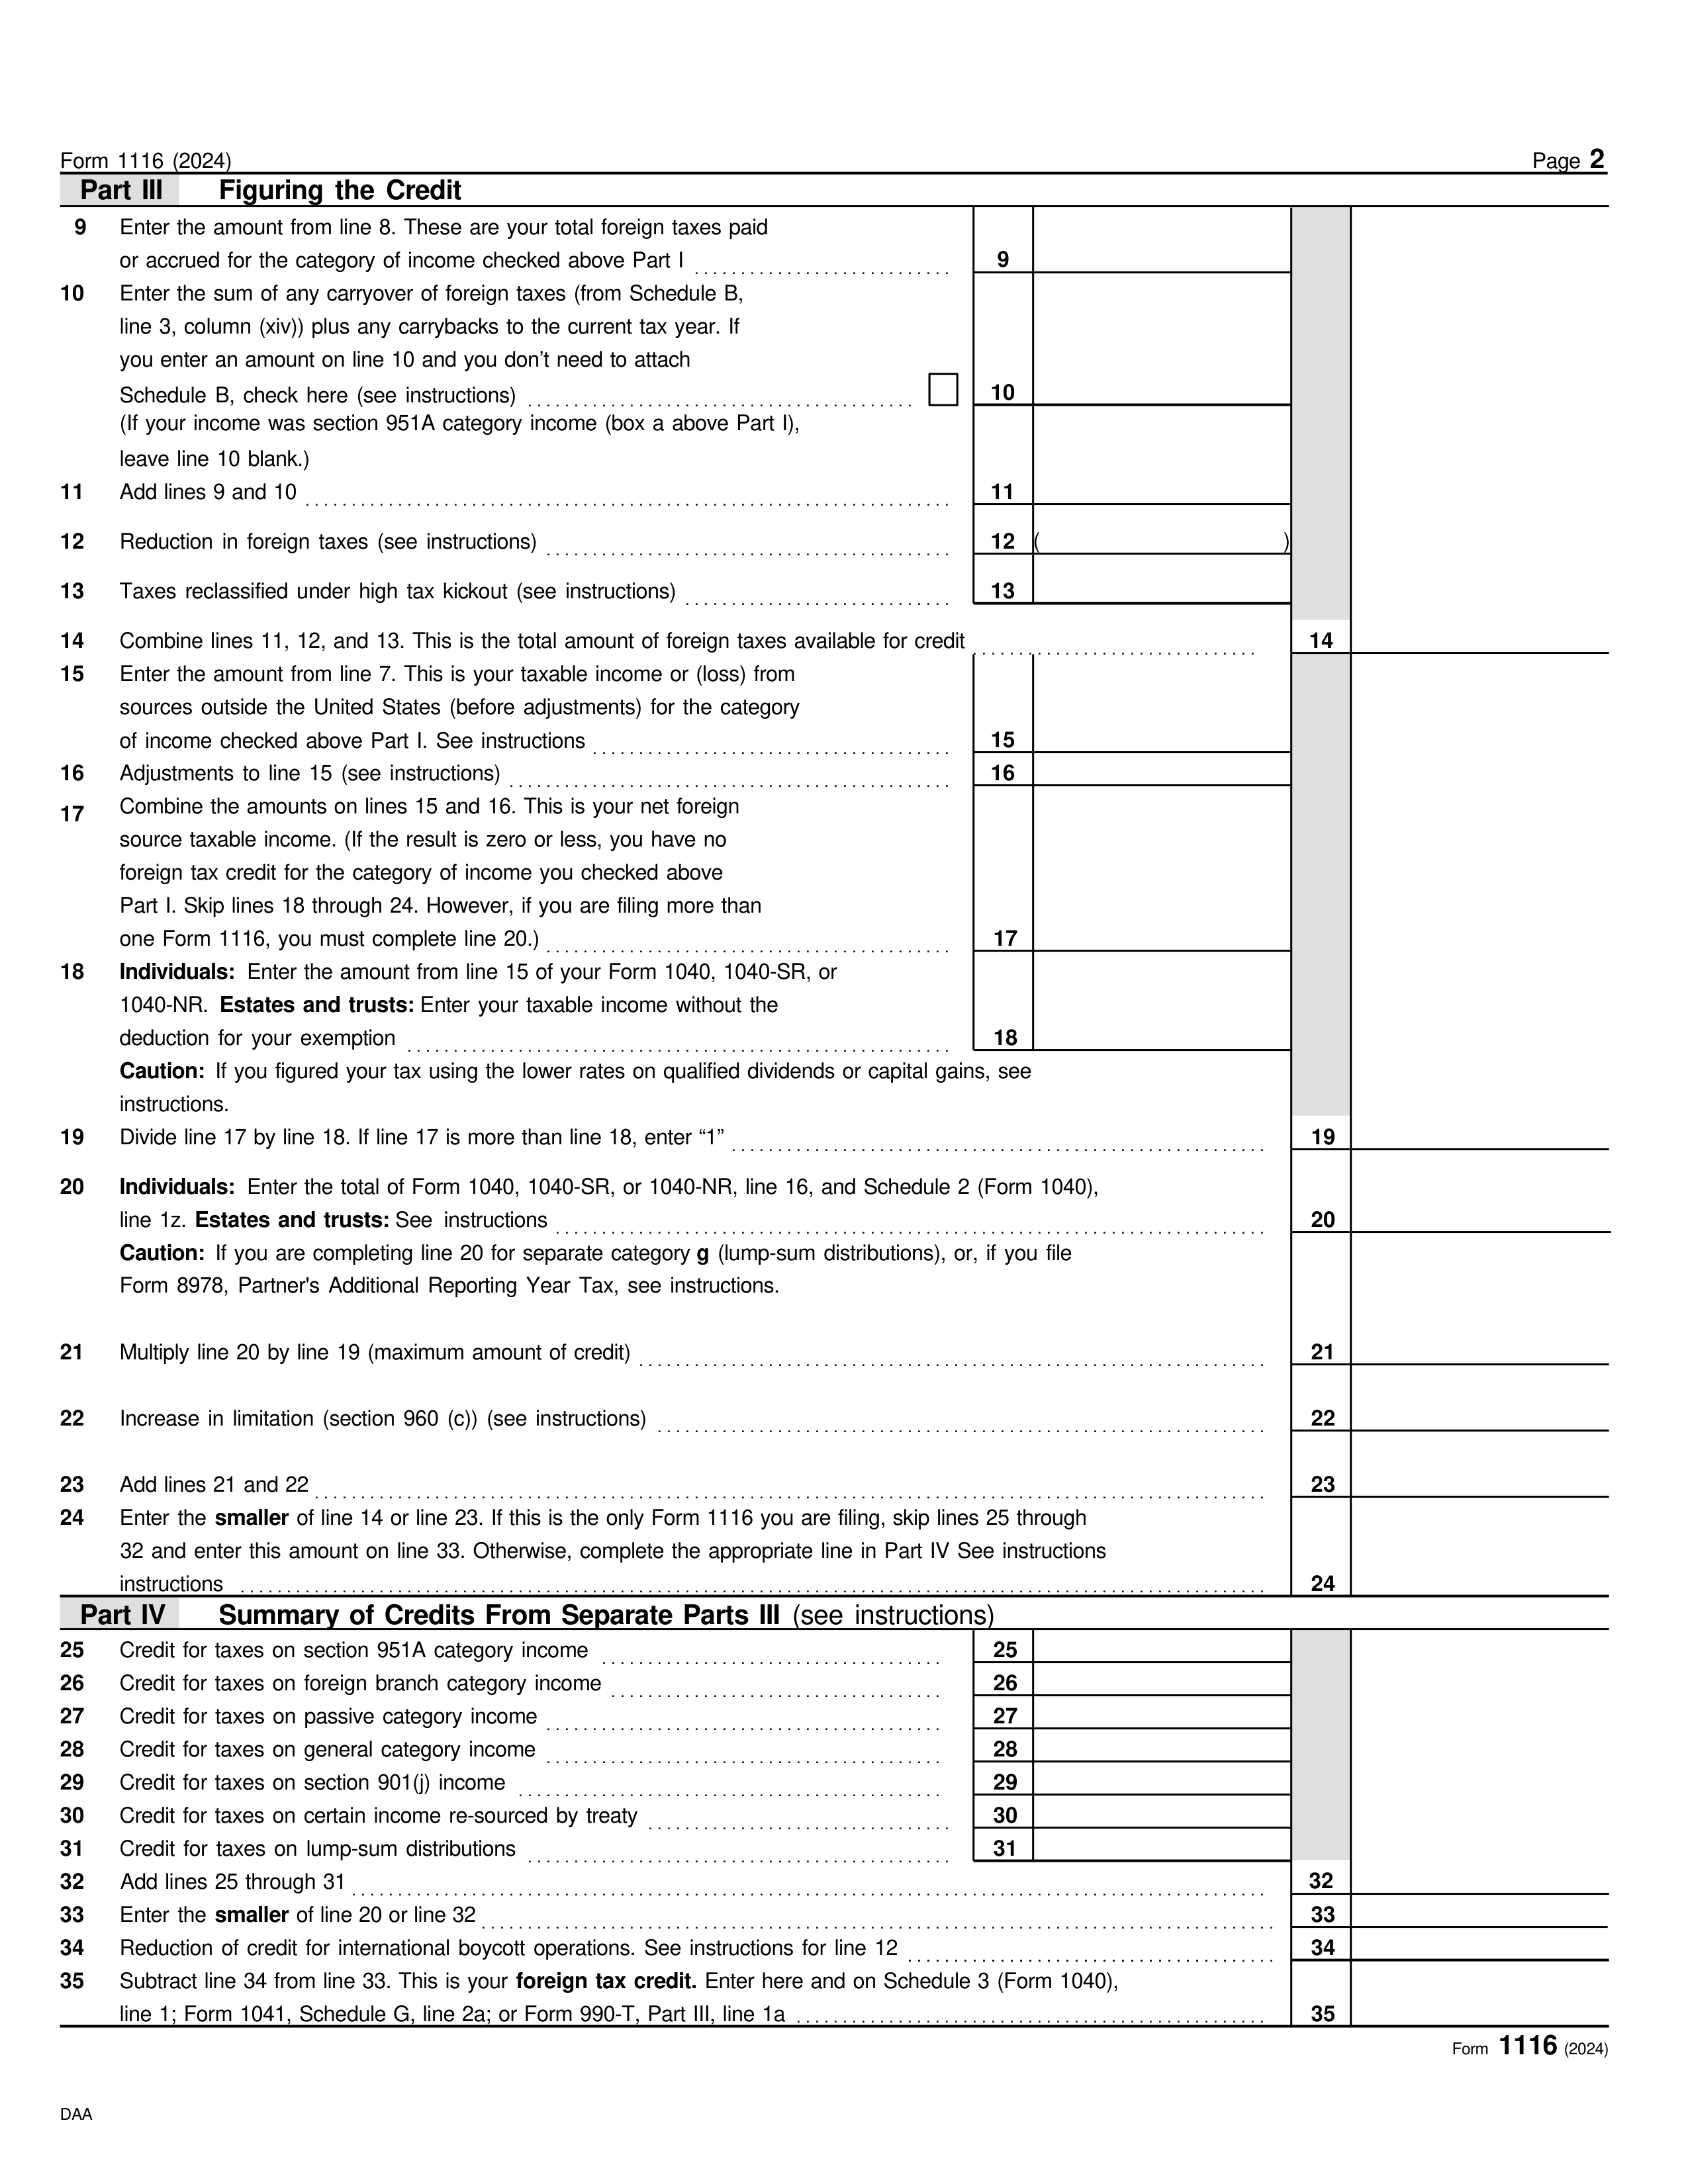 Form 1116 (2024) Page 2
Part III Figuring the Credit
9 Enter the amount from line 8. These are your total foreign taxes paid
or accrued for the category of income checked above Part I 9
10 Enter the sum of any carryover of foreign taxes (from Schedule B,
line 3, column (xiv)) plus any carrybacks to the current tax year. If
you enter an amount on line 10 and you don’t need to attach
Schedule B, check here (see instructions) 10
(If your income was section 951A category income (box a above Part I),
leave line 10 blank.)
11 Add lines 9 and 10 11
12 Reduction in foreign taxes (see instructions) 12 ( )
13 Taxes reclassified under high tax kickout (see instructions) 13
14 Combine lines 11, 12, and 13. This is the total amount of foreign taxes available for credit 14
15 Enter the amount from line 7. This is your taxable income or (loss) from
sources outside the United States (before adjustments) for the category
of income checked above Part I. See instructions 15
16 Adjustments to line 15 (see instructions) 16
17 Combine the amounts on lines 15 and 16. This is your net foreign
source taxable income. (If the result is zero or less, you have no
foreign tax credit for the category of income you checked above
Part I. Skip lines 18 through 24. However, if you are filing more than
one Form 1116, you must complete line 20.) 17
18 Individuals: Enter the amount from line 15 of your Form 1040, 1040-SR, or
1040-NR. Estates and trusts: Enter your taxable income without the
deduction for your exemption 18
Caution: If you figured your tax using the lower rates on qualified dividends or capital gains, see
instructions.
19 Divide line 17 by line 18. If line 17 is more than line 18, enter “1” 19
20 Individuals: Enter the total of Form 1040, 1040-SR, or 1040-NR, line 16, and Schedule 2 (Form 1040),
line 1z. Estates and trusts: See instructions 20
Caution: If you are completing line 20 for separate category g (lump-sum distributions), or, if you file
Form 8978, Partner's Additional Reporting Year Tax, see instructions.
21 Multiply line 20 by line 19 (maximum amount of credit) 21
22 Increase in limitation (section 960 (c)) (see instructions) 22
23 Add lines 21 and 22 23
24 Enter the smaller of line 14 or line 23. If this is the only Form 1116 you are filing, skip lines 25 through
32 and enter this amount on line 33. Otherwise, complete the appropriate line in Part IV See instructions
instructions 24
Part IV Summary of Credits From Separate Parts III (see instructions)
25 Credit for taxes on section 951A category income 25
26 Credit for taxes on foreign branch category income 26
27 Credit for taxes on passive category income 27
28 Credit for taxes on general category income 28
29 Credit for taxes on section 901(j) income 29
30 Credit for taxes on certain income re-sourced by treaty 30
31 Credit for taxes on lump-sum distributions 31
32 Add lines 25 through 31 32
33 Enter the smaller of line 20 or line 32 33
34 Reduction of credit for international boycott operations. See instructions for line 12 34
35 Subtract line 34 from line 33. This is your foreign tax credit. Enter here and on Schedule 3 (Form 1040),
line 1; Form 1041, Schedule G, line 2a; or Form 990-T, Part III, line 1a 35
Form 1116 (2024)
DAA